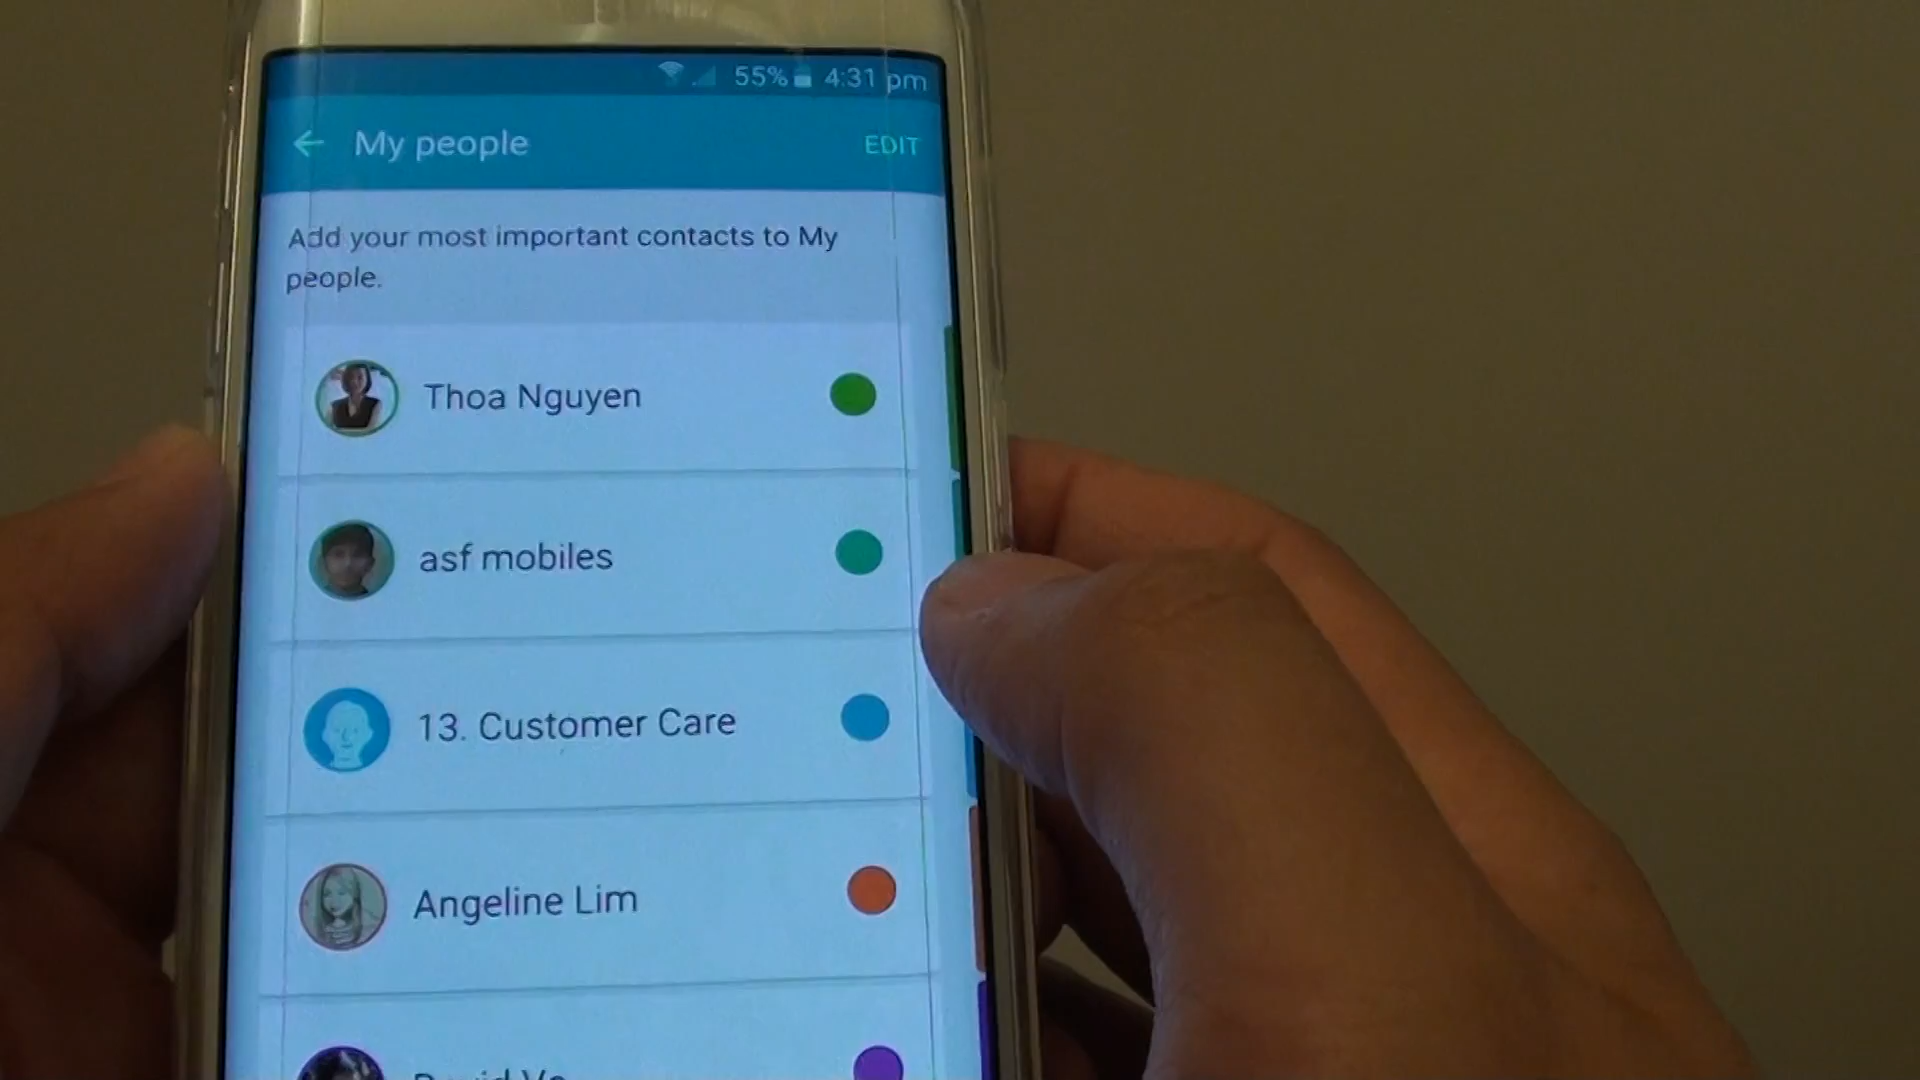 55% 4:31 pm
My people
EDIT
Add your most important contacts to My
people.
Thoa Nguyen
asf mobiles
13. Customer Care
Angeline Lim